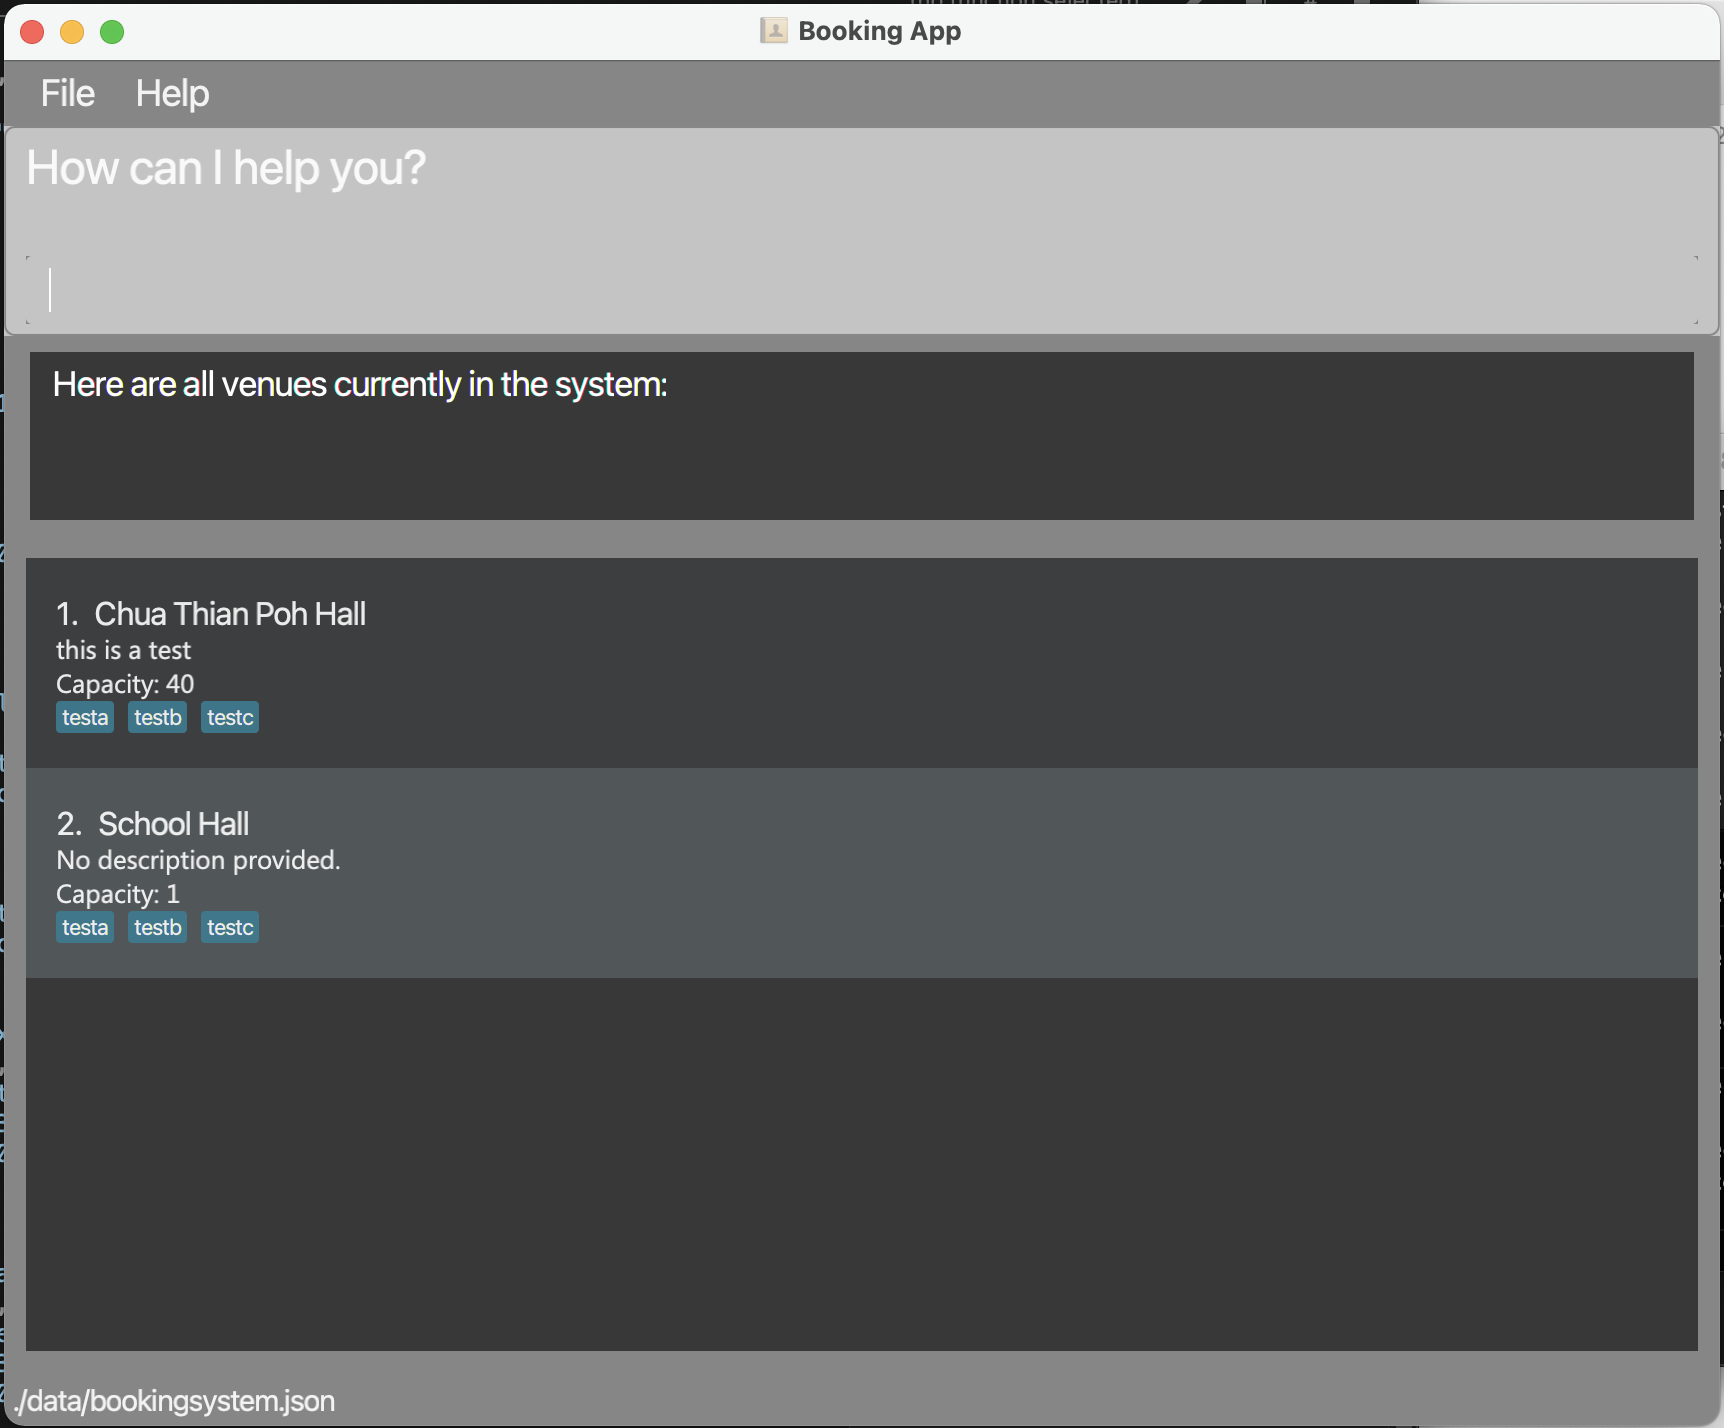 Booking App
File Help
How can I help you?
Here are all venues currently in the system:
1. Chua Thian Poh Hall
this is a test
Capacity: 40
testa testb testc
2. School Hall
No description provided.
Capacity: 1
testa testb testc
./data/bookingsystem.json